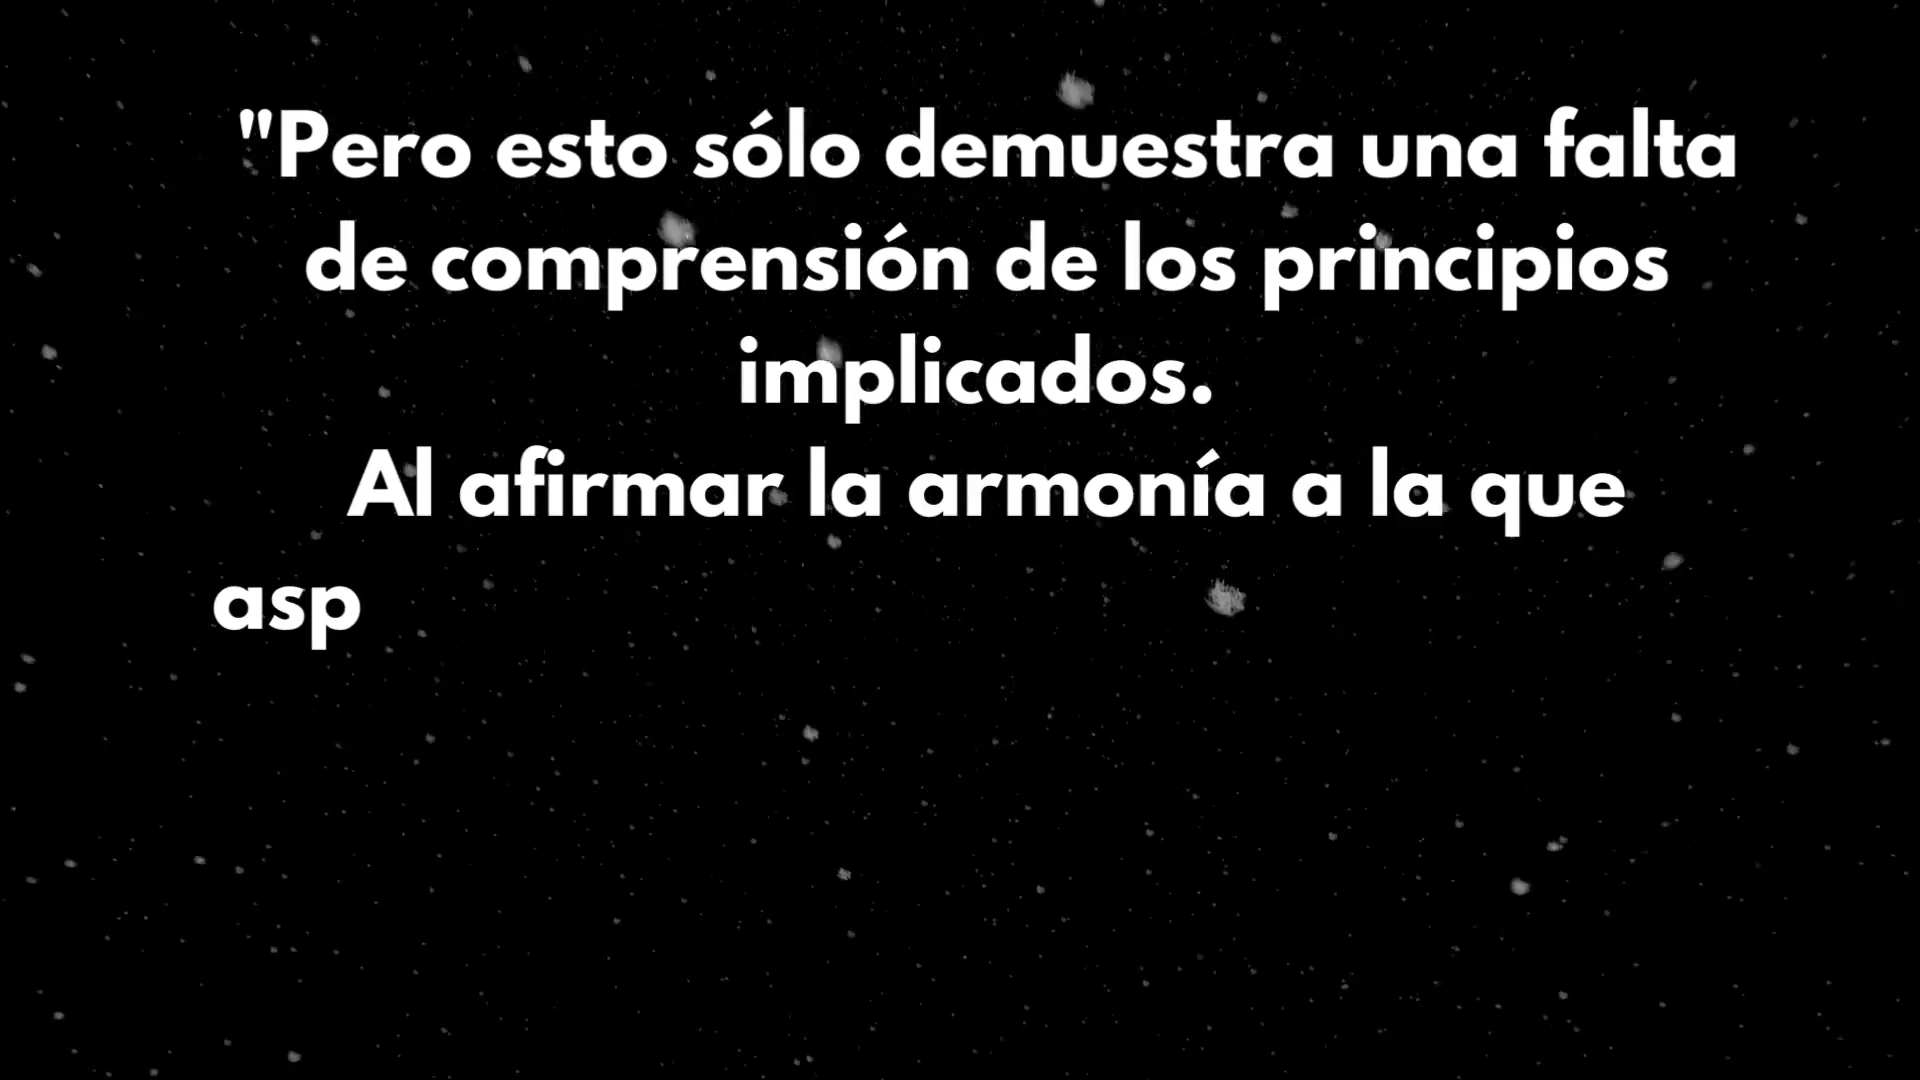 "Pero esto sólo demuestra una falta
de comprensión de los principios
implicados.
Al afirmar la armonía a la que
asp